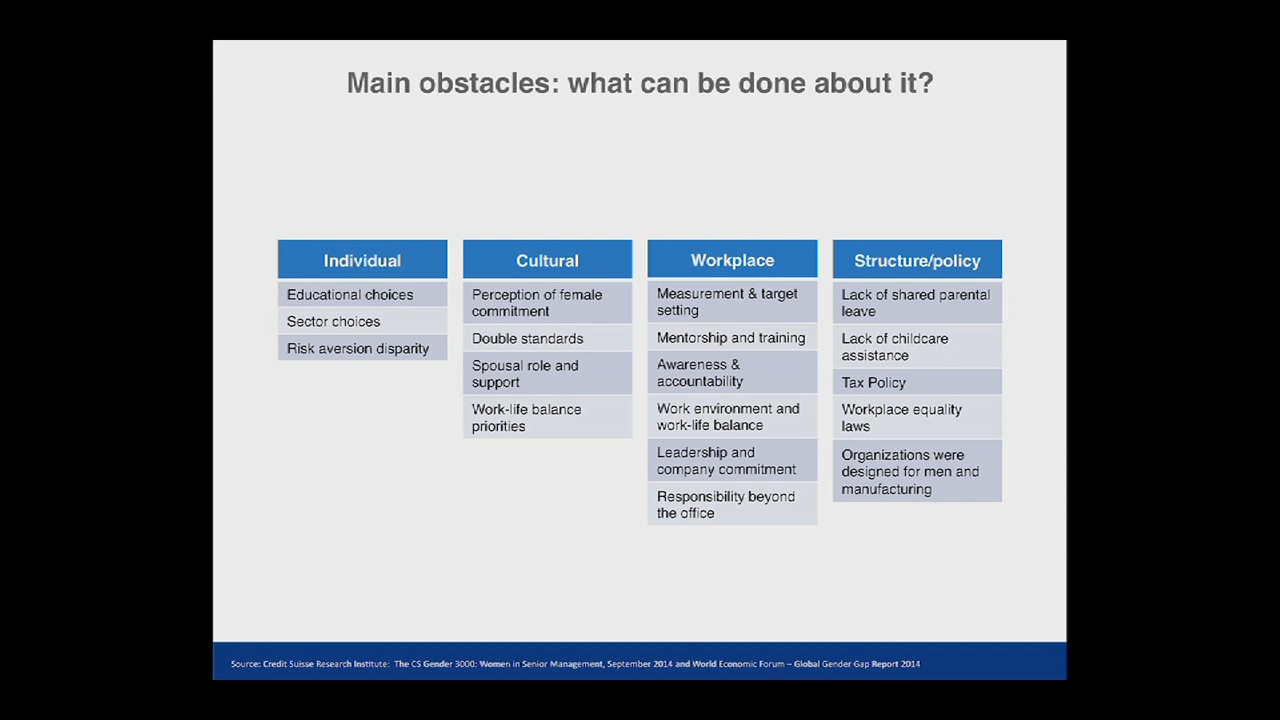 Main obstacles: what can be done about it?
Individual
Educational choices
Sector choices
Risk aversion disparity
Cultural
Perception of female
commitment
Double standards
Spousal role and
support
Work-life balance
priorities
Workplace
Measurement & target
setting
Mentorship and training
Awareness &
accountability
Work environment and
work-life balance
Leadership and
company commitment
Responsibility beyond
the office
Structure/policy
Lack of shared parental
leave
Lack of childcare
assistance
Tax Policy
Workplace equality
laws
Organizations were
designed for men and
manufacturing
Source: Credit Suisse Research Institute: The CS Gender 3000: Women in Senior Management, September 2014 and World Economic Forum – Global Gender Gap Report 2014